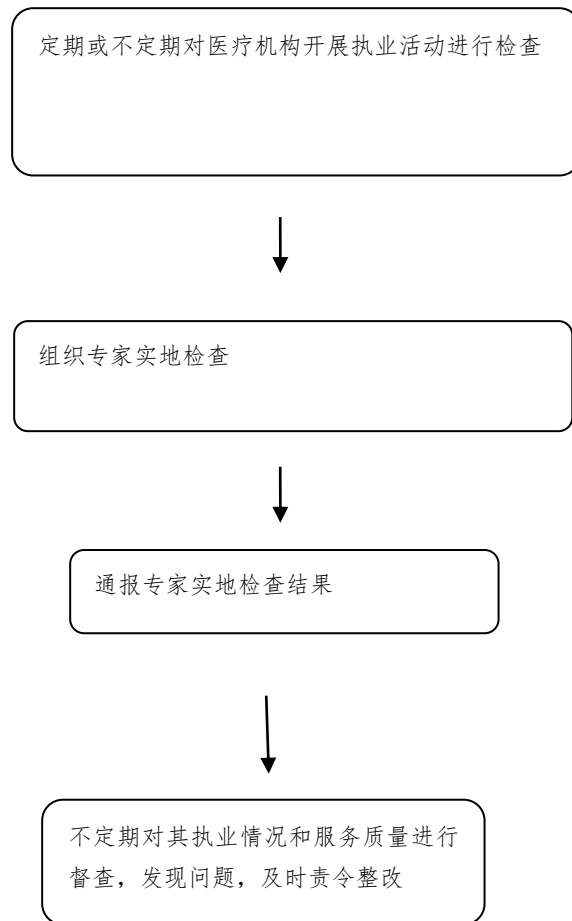 定期或不定期对医疗机构开展执业活动进行检查
组织专家实地检查
通报专家实地检查结果
不定期对其执业情况和服务质量进行
督查，发现问题，及时责令整改